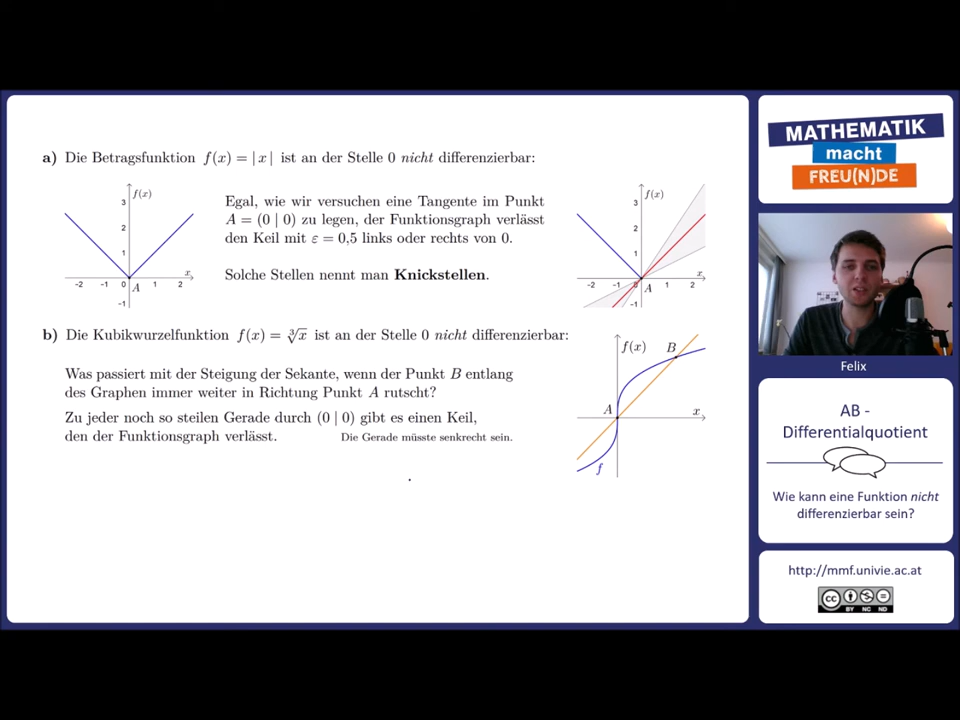 a) Die Betragsfunktion f(x) = |x| ist an der Stelle 0 nicht differenzierbar:
f(x)
3
2
1
-2 -1 0 1 2
x
A
-1
Egal, wie wir versuchen eine Tangente im Punkt
A = (0 | 0) zu legen, der Funktionsgraph verlässt
den Keil mit ε = 0,5 links oder rechts von 0.
Solche Stellen nennt man Knickstellen.
f(x)
3
2
1
-2 -1 0 1 2
x
A
-1
b) Die Kubikwurzelfunktion f(x) = ∛x ist an der Stelle 0 nicht differenzierbar:
Was passiert mit der Steigung der Sekante, wenn der Punkt B entlang
des Graphen immer weiter in Richtung Punkt A rutscht?
Zu jeder noch so steilen Gerade durch (0 | 0) gibt es einen Keil,
den der Funktionsgraph verlässt. Die Gerade müsste senkrecht sein.
f(x)
B
A
x
f
MATHEMATIK
macht
FREU(N)DE
Felix
AB -
Differentialquotient
Wie kann eine Funktion nicht
differenzierbar sein?
http://mmf.univie.ac.at
cc
BY NC ND